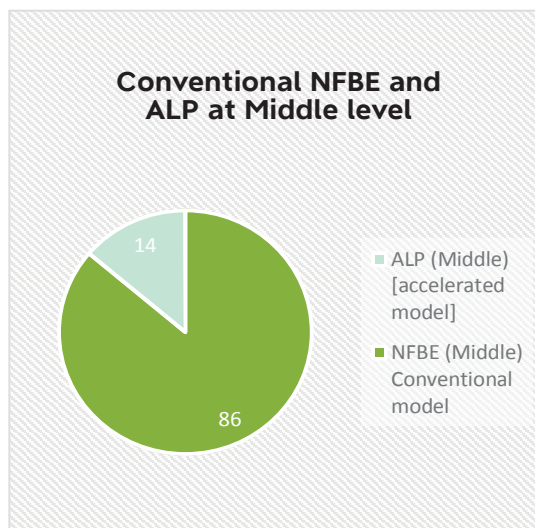 Conventional NFBE and
ALP at Middle level
14
86
ALP (Middle)
[accelerated
model]
NFBE (Middle)
Conventional
model